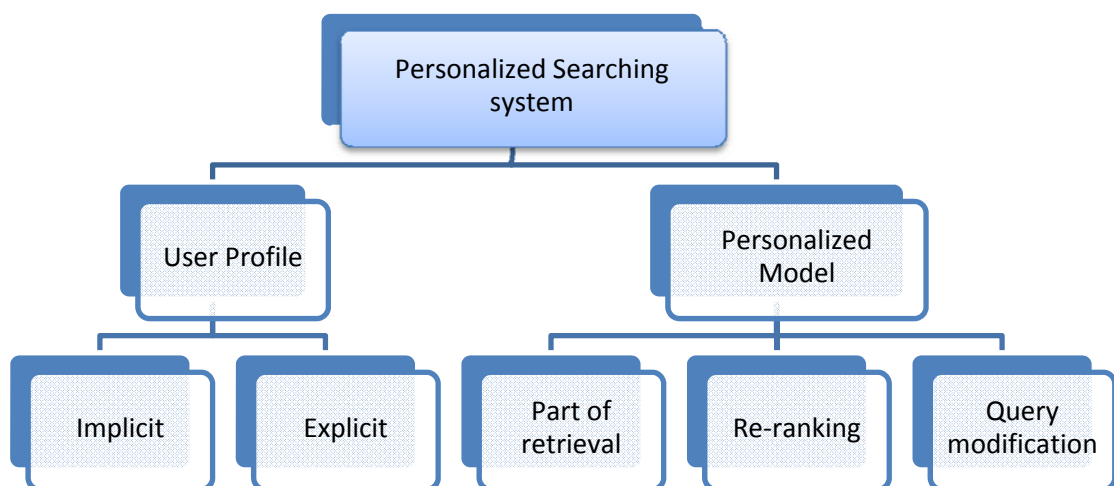 Personalized Searching
system
User Profile
Personalized
Model
Implicit
Explicit
Part of
retrieval
Re-ranking
Query
modification